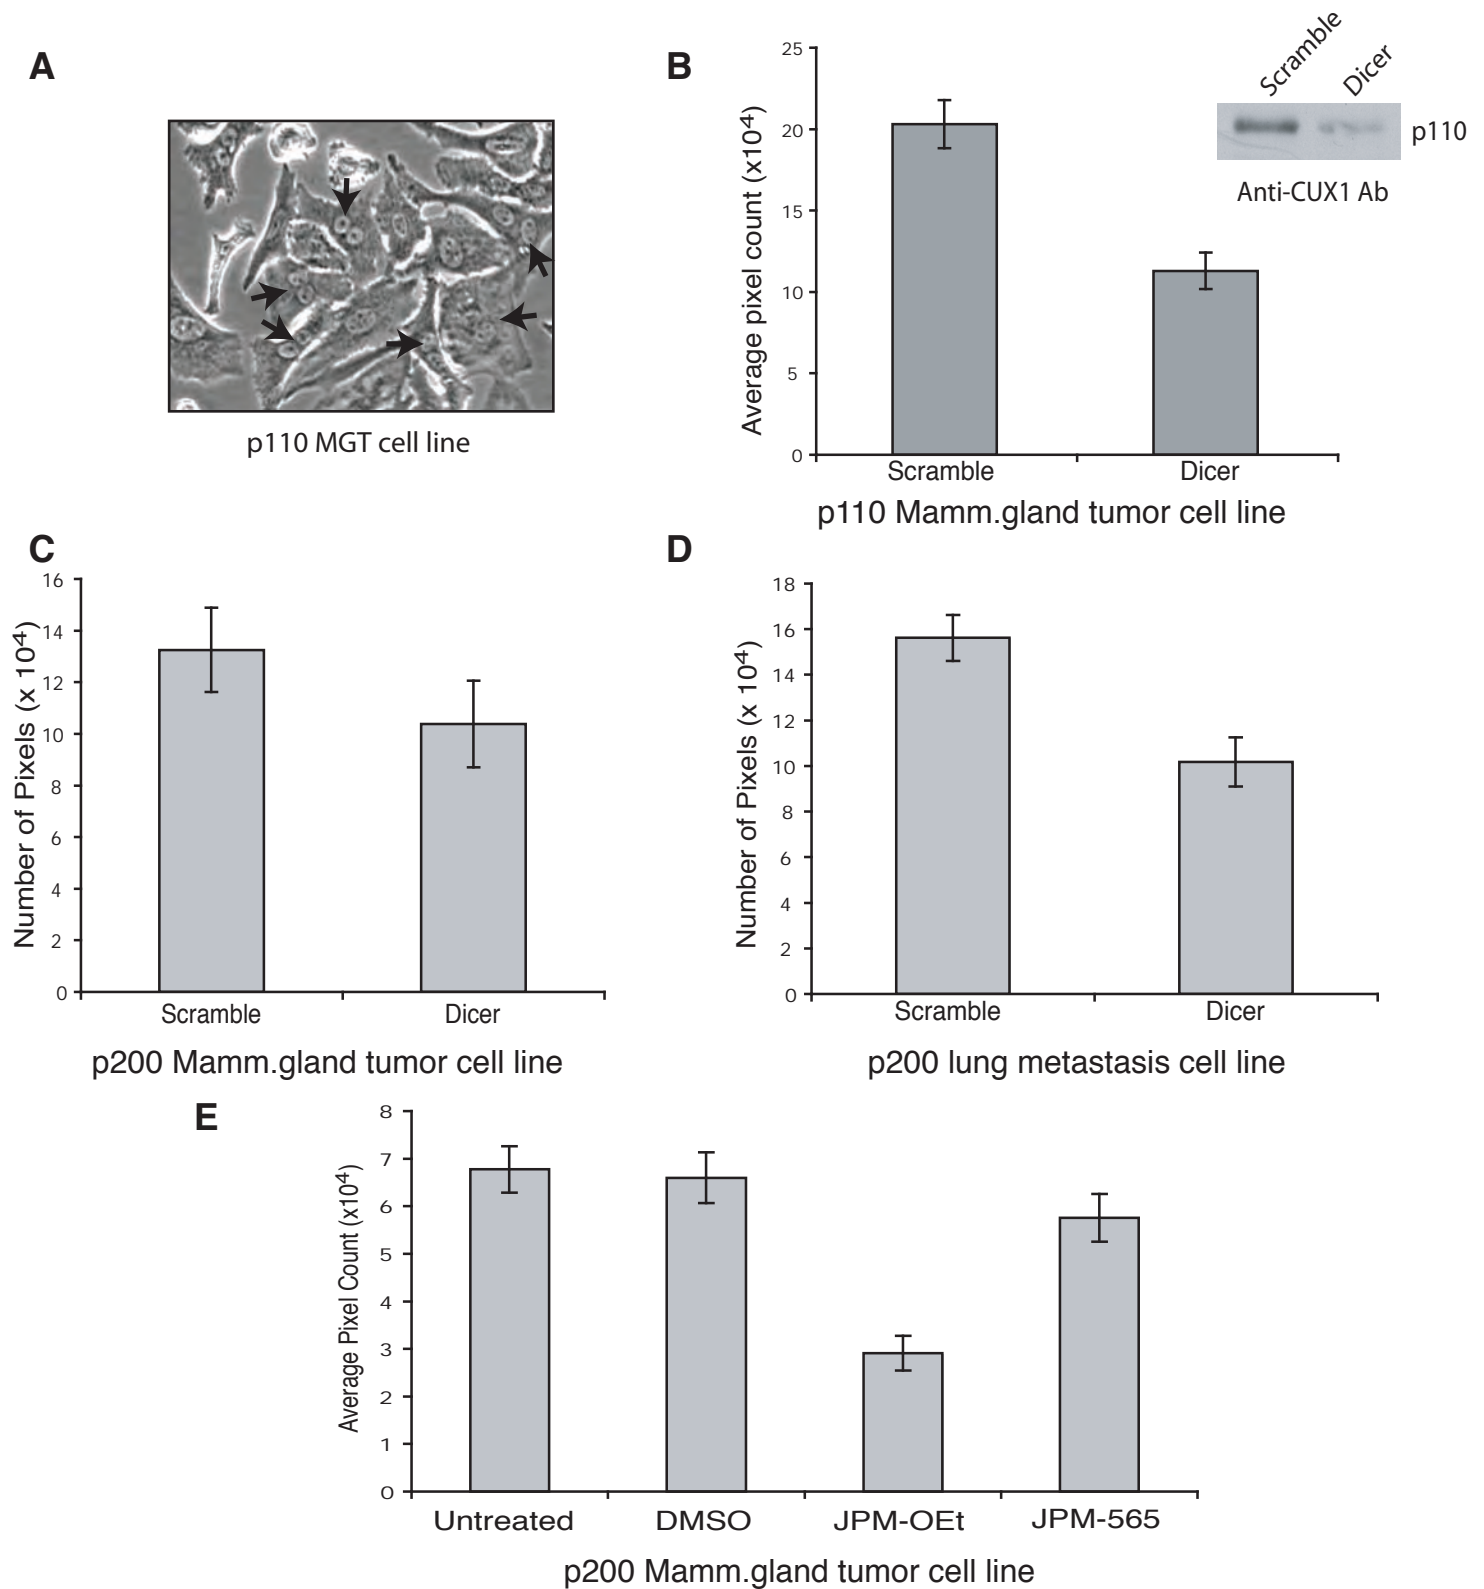 A
p110 MGT cell line
B
25
20
15
10
5
0
Average pixel count (x10⁴)
Scramble
Dicer
p110 Mamm.gland tumor cell line
Scramble
Dicer
p110
Anti-CUX1 Ab
C
16
14
12
10
8
6
4
2
0
Number of Pixels (x 10⁴)
Scramble
Dicer
p200 Mamm.gland tumor cell line
D
18
16
14
12
10
8
6
4
2
0
Number of Pixels (x 10⁴)
Scramble
Dicer
p200 lung metastasis cell line
E
8
7
6
5
4
3
2
1
0
Average Pixel Count (x10⁴)
Untreated
DMSO
JPM-OEt
JPM-565
p200 Mamm.gland tumor cell line